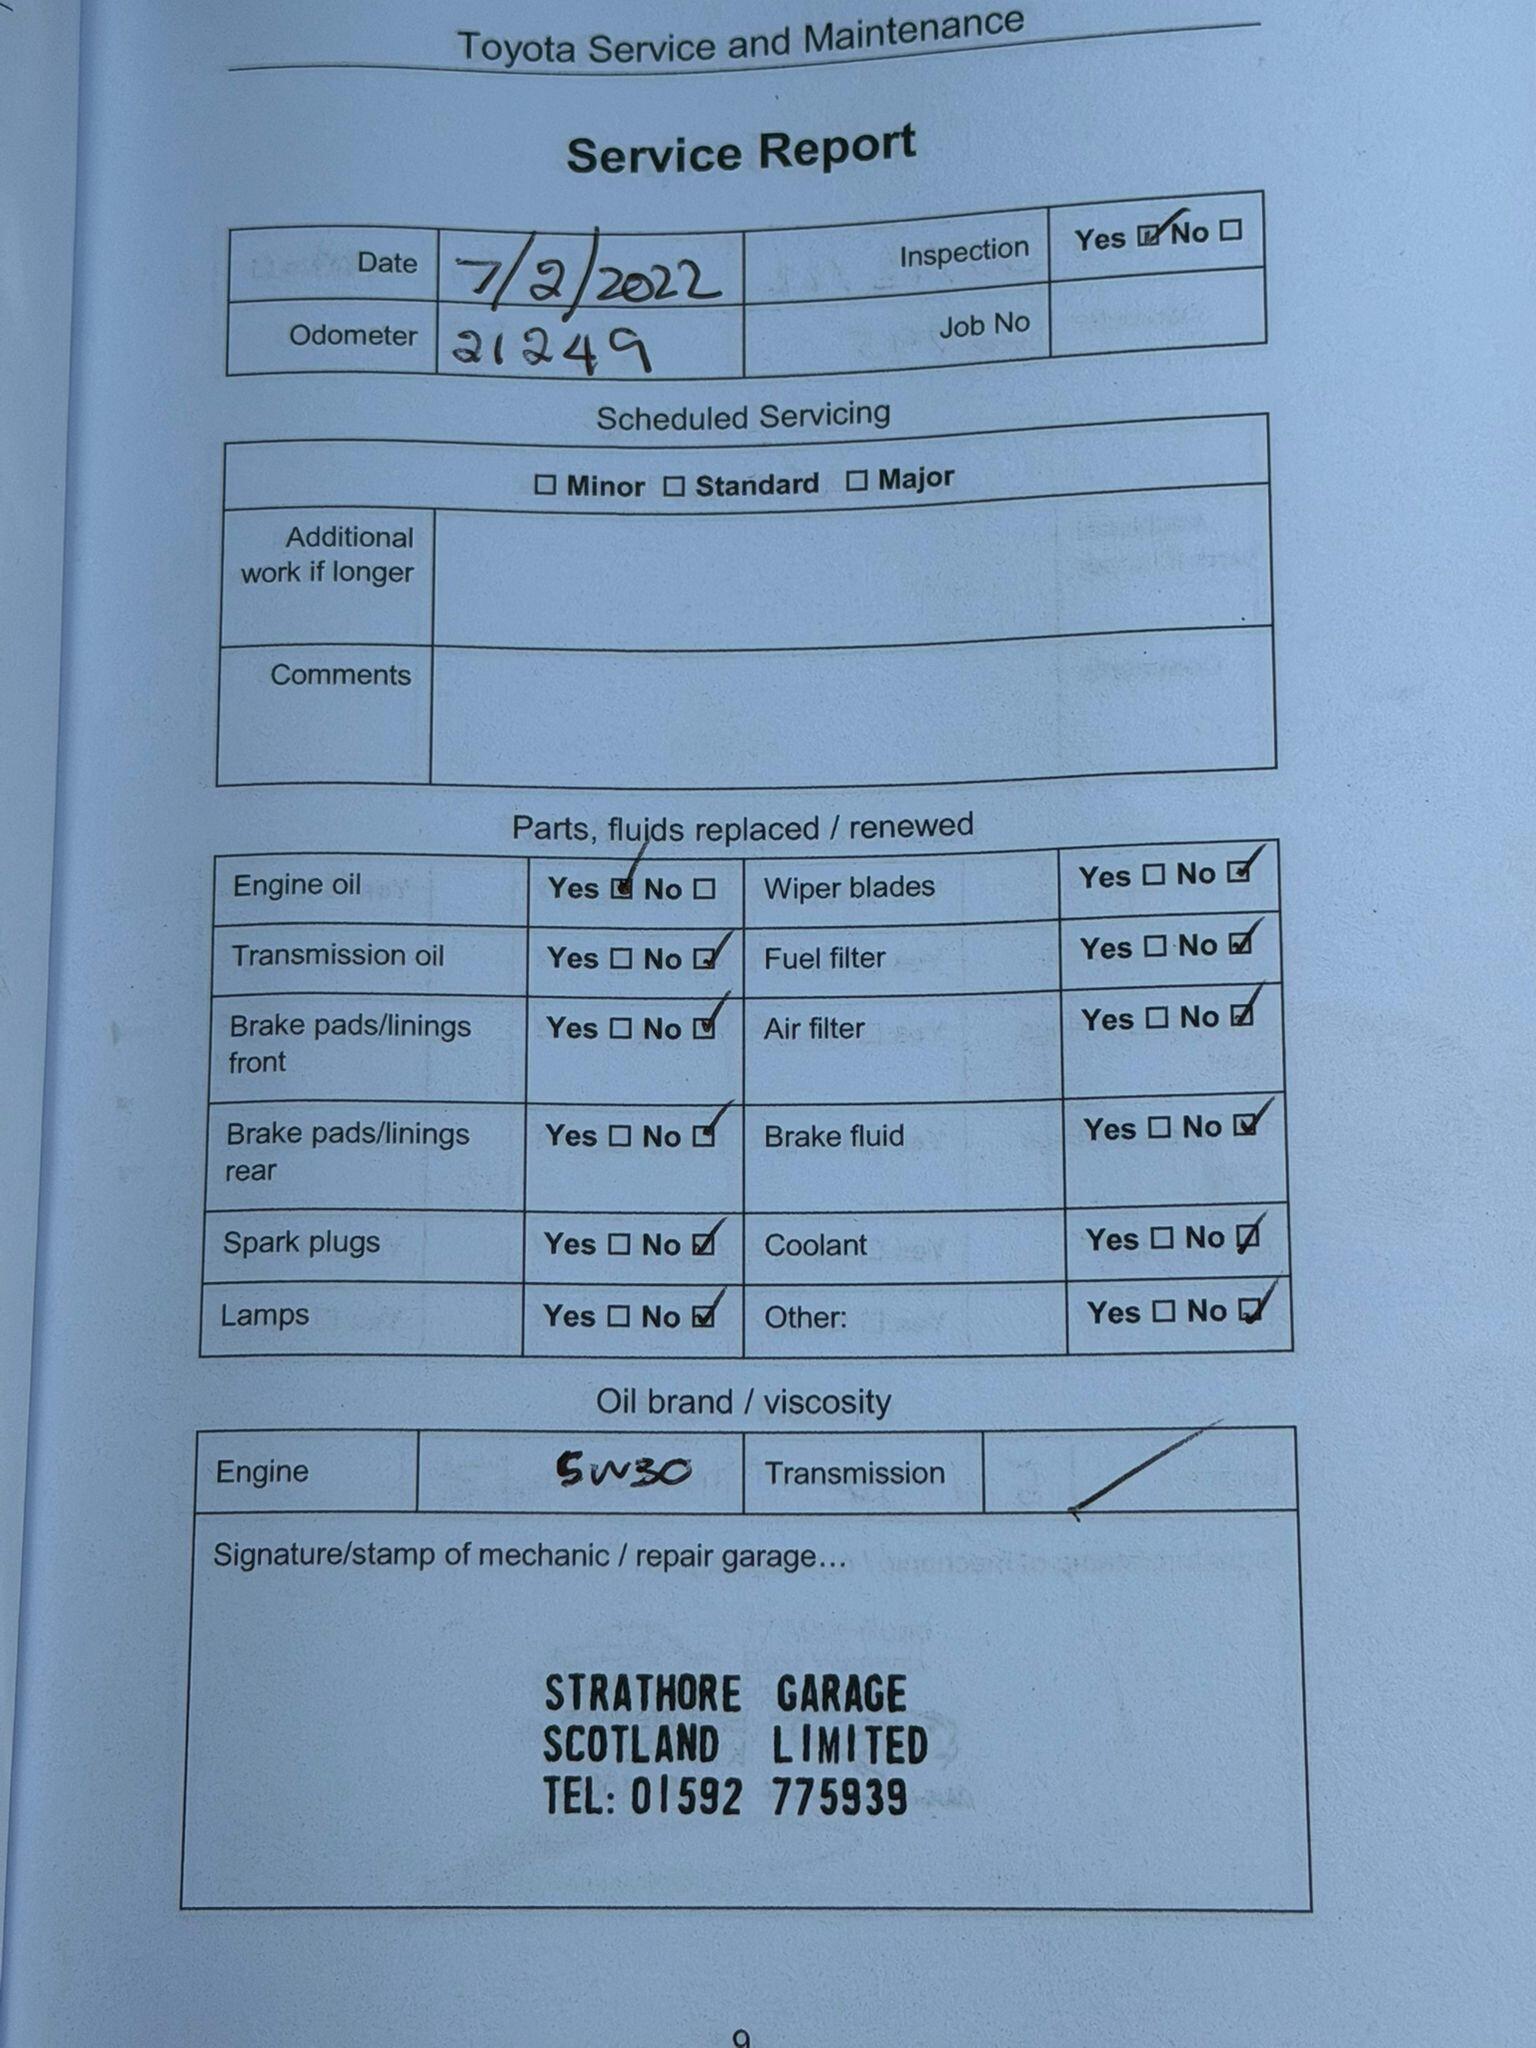 Toyota Service and Maintenance
Service Report
Date 7/2/2022 Inspection Yes ☑ No ☐
Odometer 21249 Job No
Scheduled Servicing
☐ Minor ☐ Standard ☐ Major
Additional
work if longer
Comments
Parts, fluids replaced / renewed
Engine oil Yes ☑ No ☐ Wiper blades Yes ☐ No ☑
Transmission oil Yes ☐ No ☑ Fuel filter Yes ☐ No ☑
Brake pads/linings Yes ☐ No ☑ Air filter Yes ☐ No ☑
front
Brake pads/linings Yes ☐ No ☑ Brake fluid Yes ☐ No ☑
rear
Spark plugs Yes ☐ No ☑ Coolant Yes ☐ No ☑
Lamps Yes ☐ No ☑ Other: Yes ☐ No ☑
Oil brand / viscosity
Engine 5W30 Transmission
Signature/stamp of mechanic / repair garage...
STRATHORE GARAGE
SCOTLAND LIMITED
TEL: 01592 775939
9